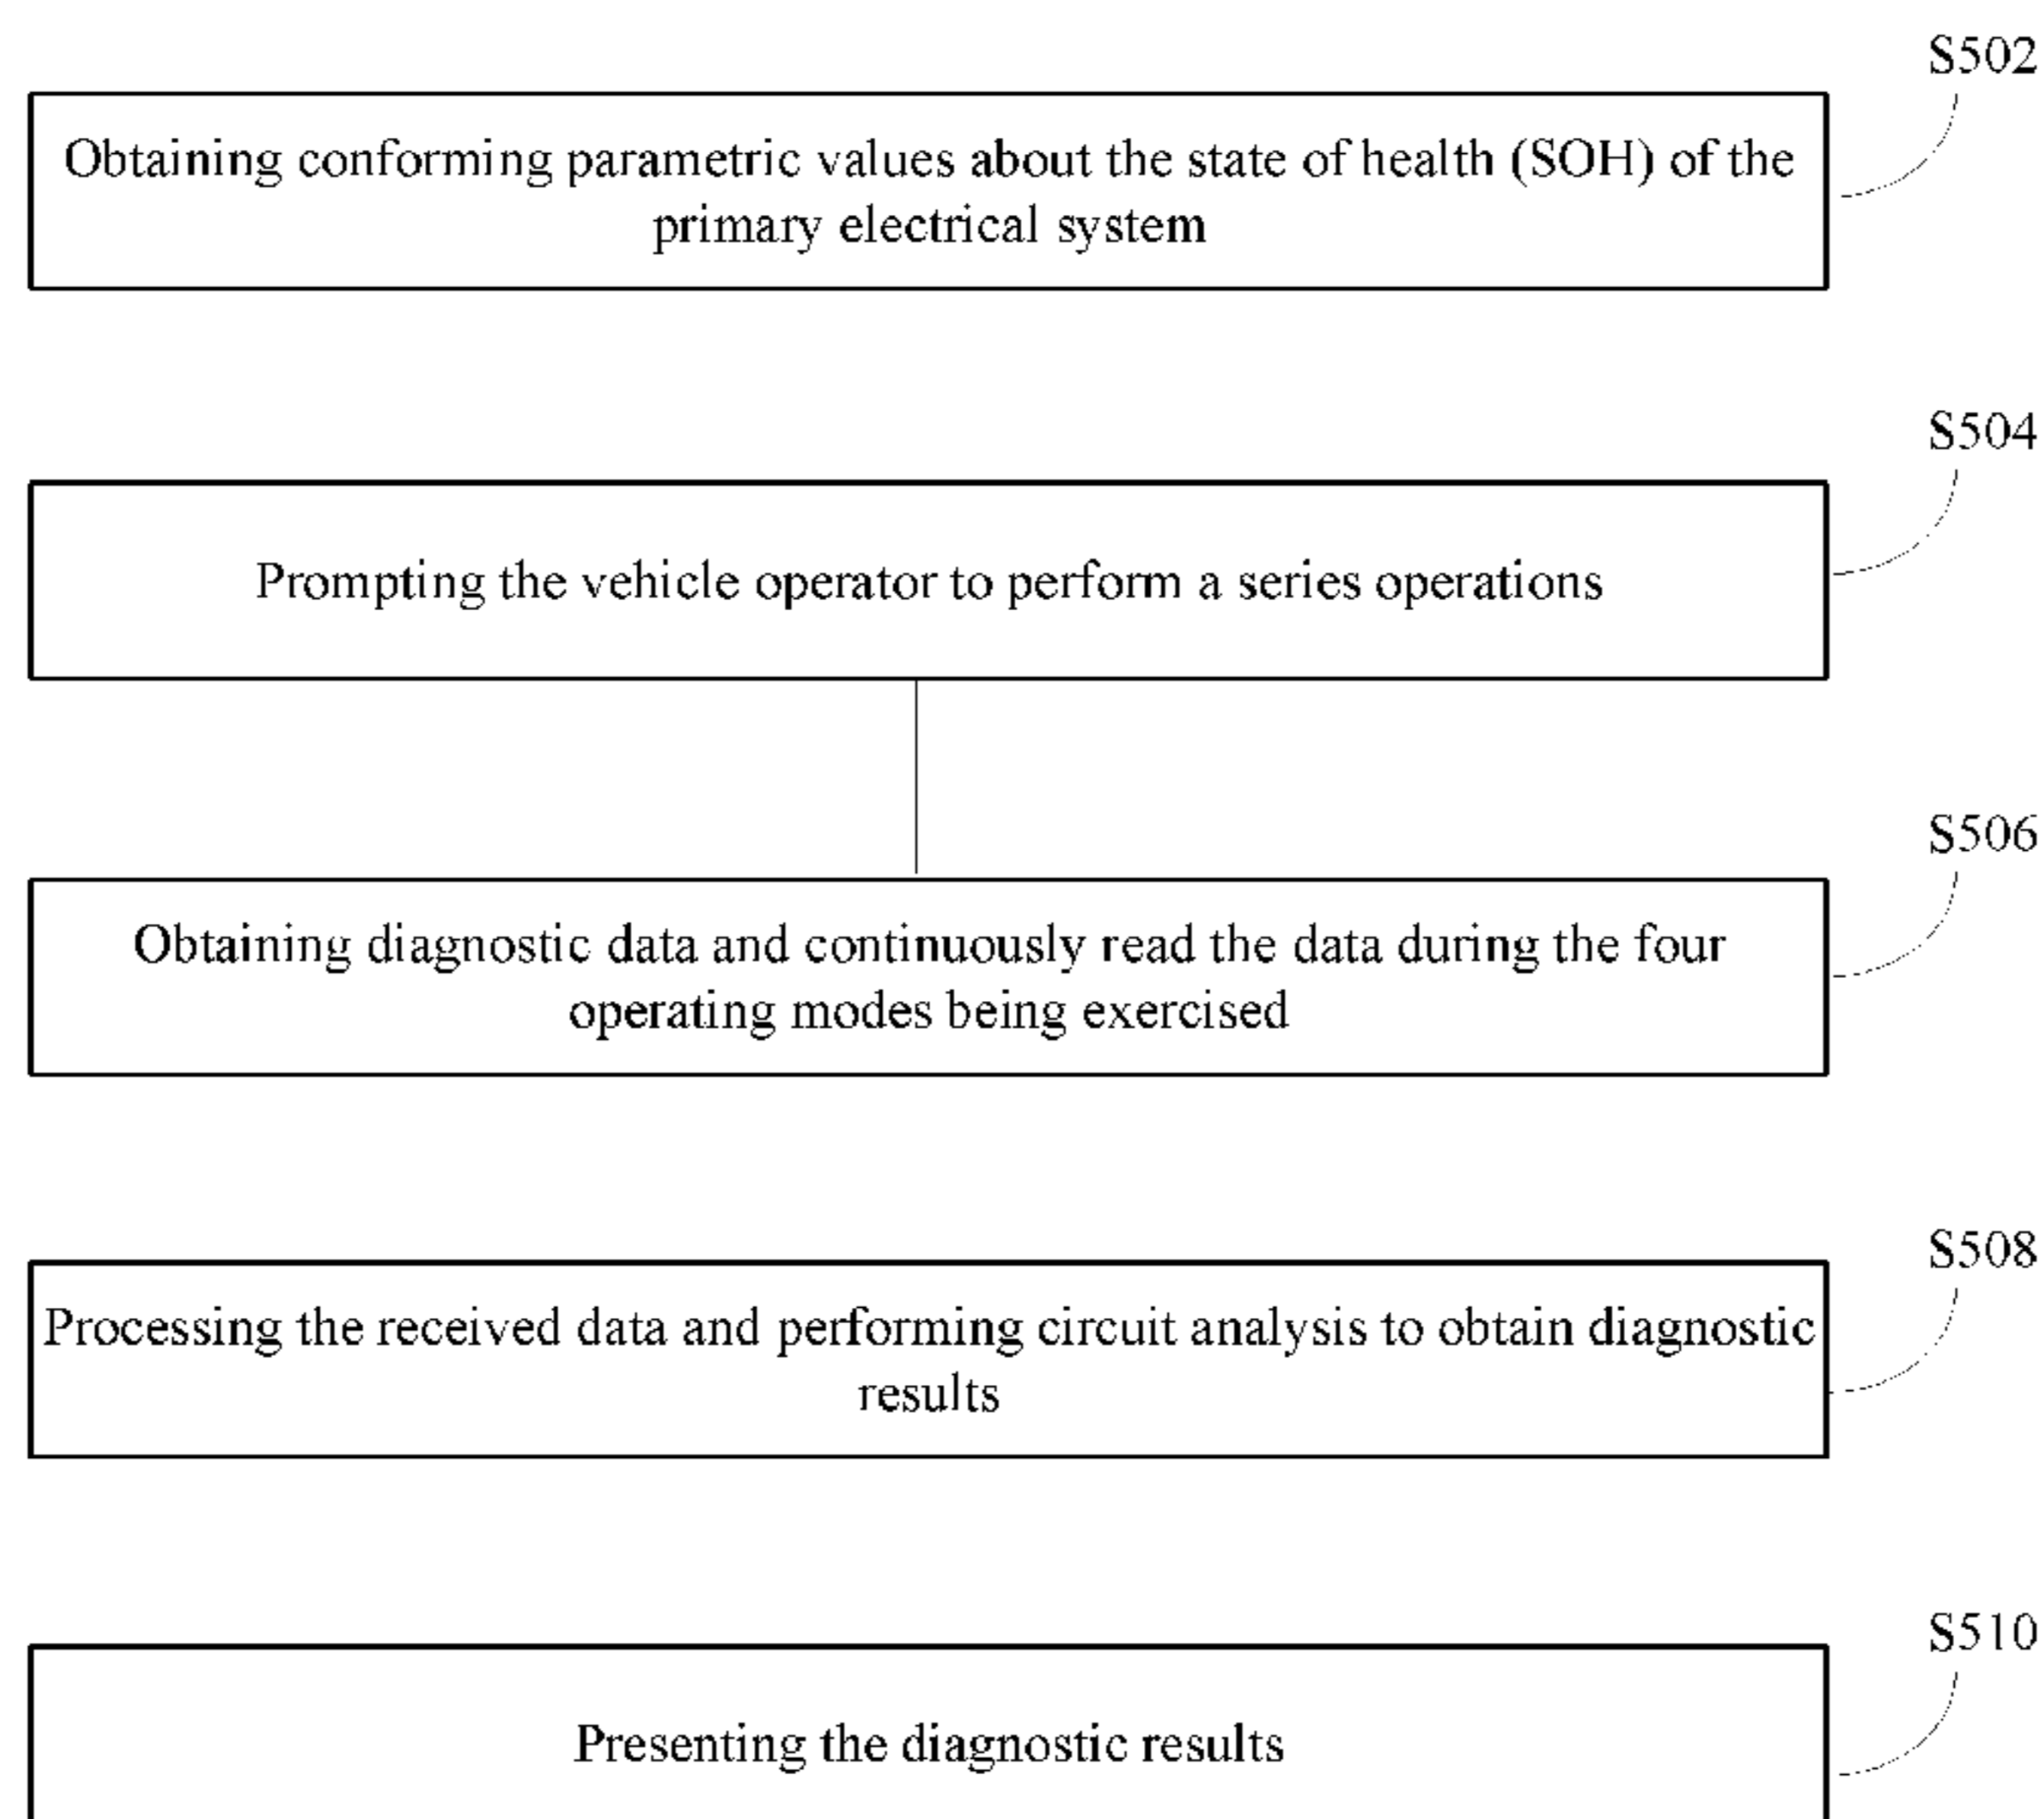 S502
Obtaining conforming parametric values about the state of health (SOH) of the
primary electrical system
S504
Prompting the vehicle operator to perform a series operations
S506
Obtaining diagnostic data and continuously read the data during the four
operating modes being exercised
S508
Processing the received data and performing circuit analysis to obtain diagnostic
results
S510
Presenting the diagnostic results